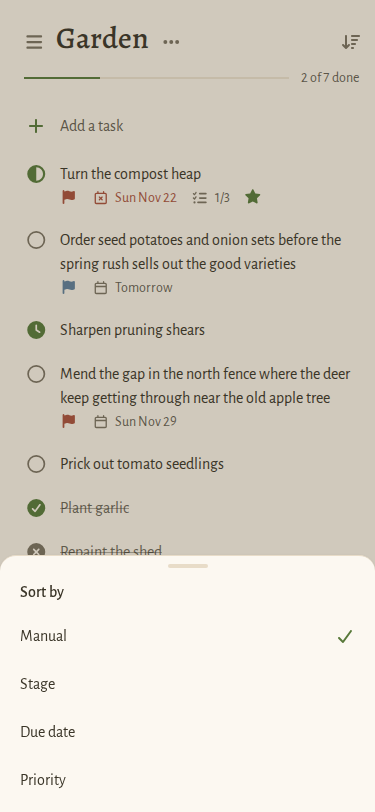 Garden
2 of 7 done
Add a task
Turn the compost heap
Sun Nov 22
1/3
Order seed potatoes and onion sets before the
spring rush sells out the good varieties
Tomorrow
Sharpen pruning shears
Mend the gap in the north fence where the deer
keep getting through near the old apple tree
Sun Nov 29
Prick out tomato seedlings
Plant garlic
Repaint the shed
Sort by
Manual
Stage
Due date
Priority